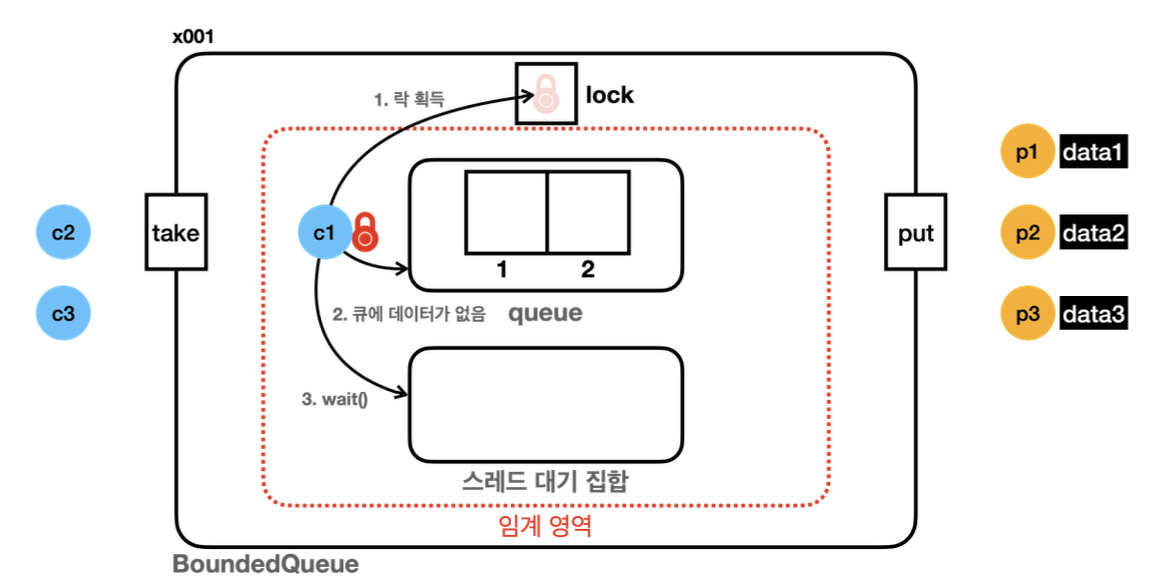 x001
1. 락 획득
lock
p1 data1
c2
take
c1
put
p2 data2
1 2
c3
2. 큐에 데이터가 없음
queue
p3 data3
3. wait()
스레드 대기 집합
임계 영역
BoundedQueue